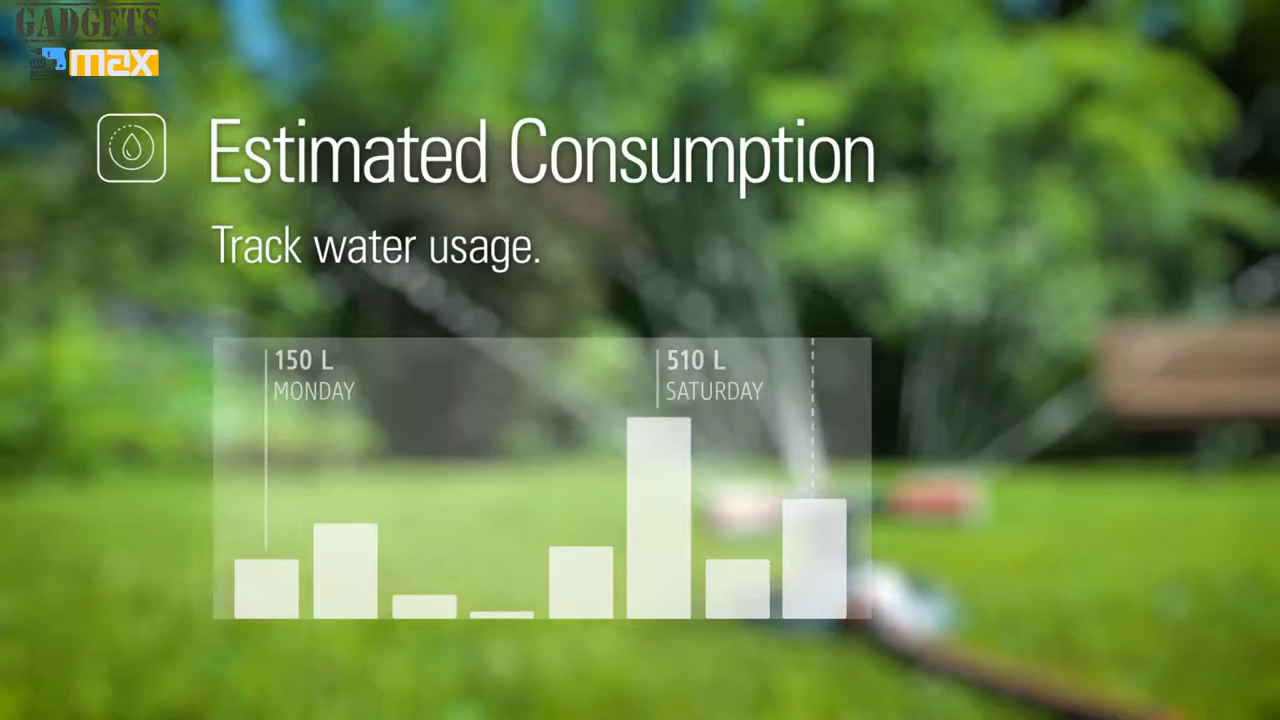 GADGETS
max
Estimated Consumption
Track water usage.
150 L
MONDAY
510 L
SATURDAY